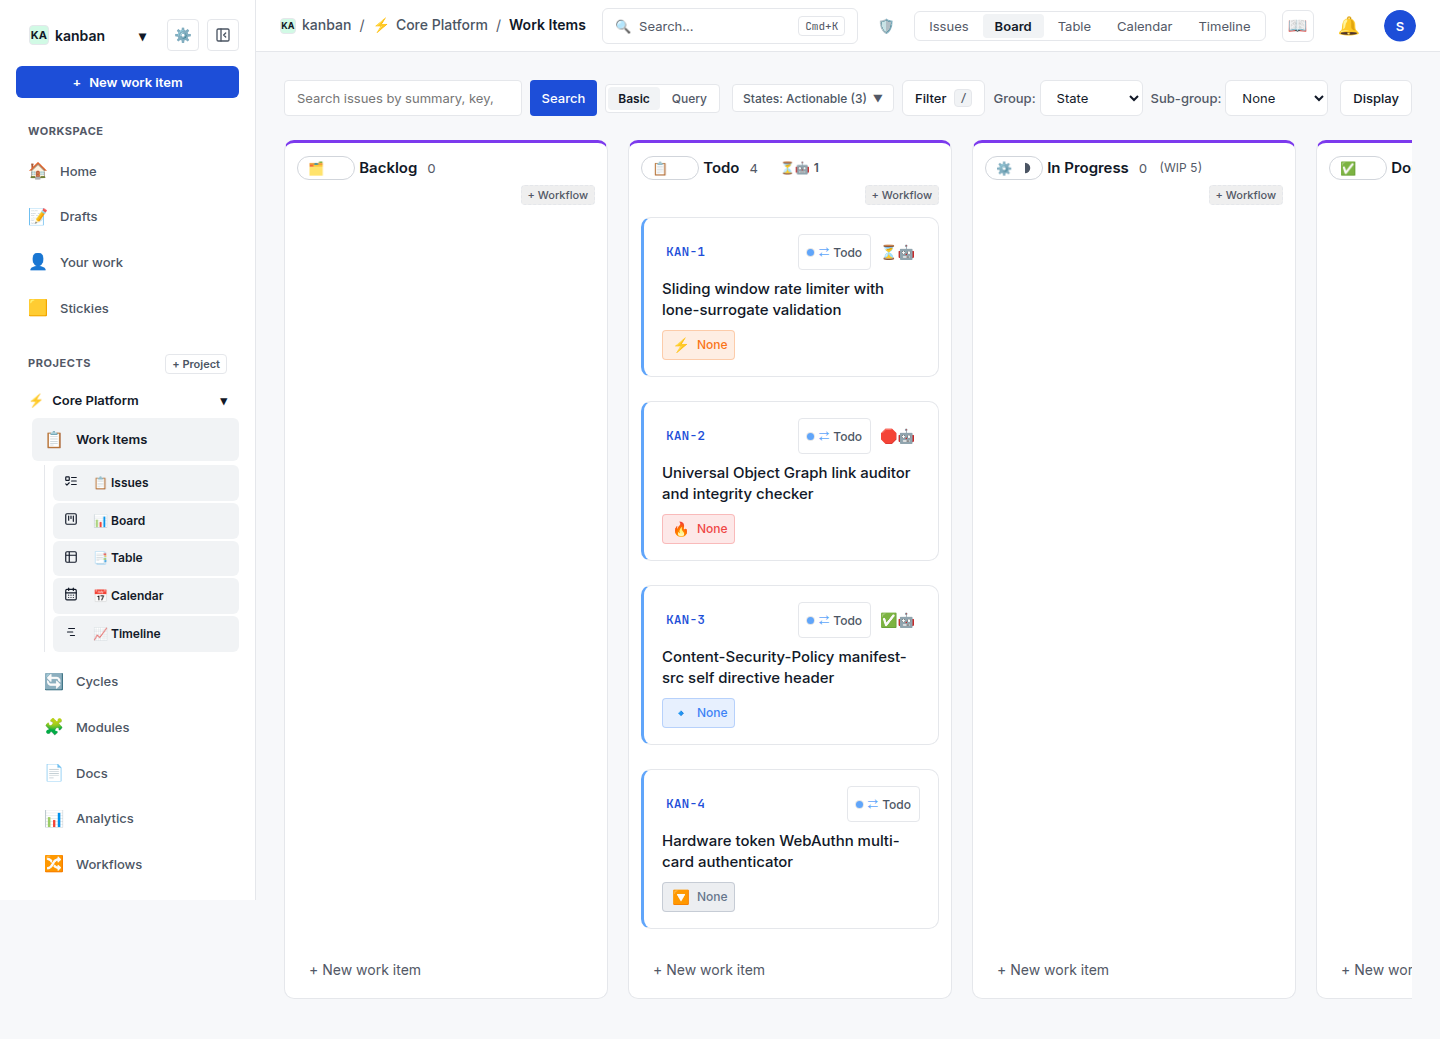 KA kanban ▼
+ New work item
WORKSPACE
Home
Drafts
Your work
Stickies
PROJECTS + Project
Core Platform ▼
Work Items
Issues
Board
Table
Calendar
Timeline
Cycles
Modules
Docs
Analytics
Workflows
KA kanban / Core Platform / Work Items
Search... Cmd+K
Issues Board Table Calendar Timeline
S
Search issues by summary, key, Search Basic Query States: Actionable (3) ▼ Filter / Group: State Sub-group: None Display
Backlog 0
+ Workflow
+ New work item
Todo 4 1
+ Workflow
KAN-1 Todo
Sliding window rate limiter with
lone-surrogate validation
None
KAN-2 Todo
Universal Object Graph link auditor
and integrity checker
None
KAN-3 Todo
Content-Security-Policy manifest-
src self directive header
None
KAN-4 Todo
Hardware token WebAuthn multi-
card authenticator
None
+ New work item
In Progress 0 (WIP 5)
+ Workflow
+ New work item
Do
+ New wor